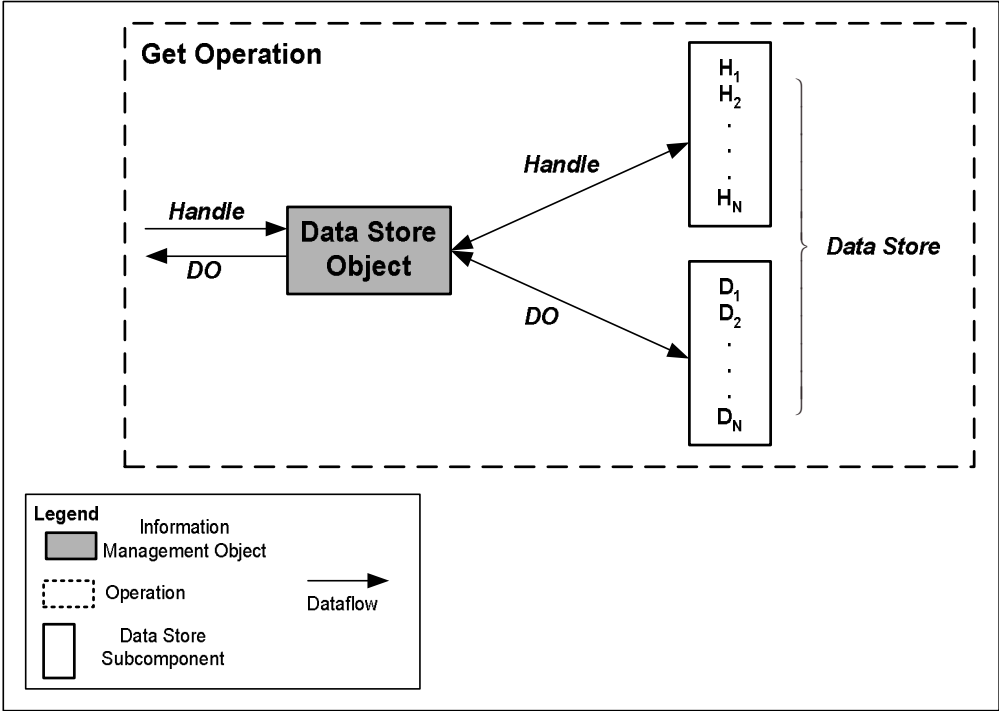 Get Operation
H1
H2
.
.
.
HN
Handle
Handle
Data Store
Object
DO
DO
Data Store
D1
D2
.
.
.
DN
Legend
Information
Management Object
Operation
Dataflow
Data Store
Subcomponent